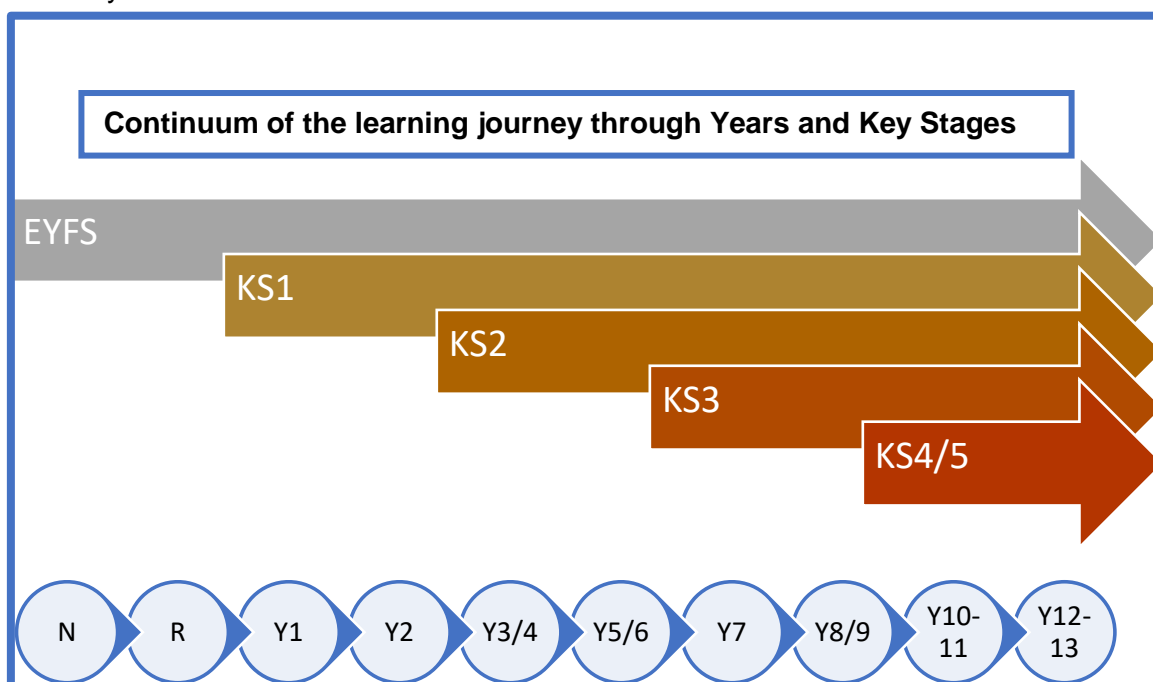 Continuum of the learning journey through Years and Key Stages
EYFS
KS1
KS2
KS3
KS4/5
N
R
Y1
Y2
Y3/4
Y5/6
Y7
Y8/9
Y10-
11
Y12-
13